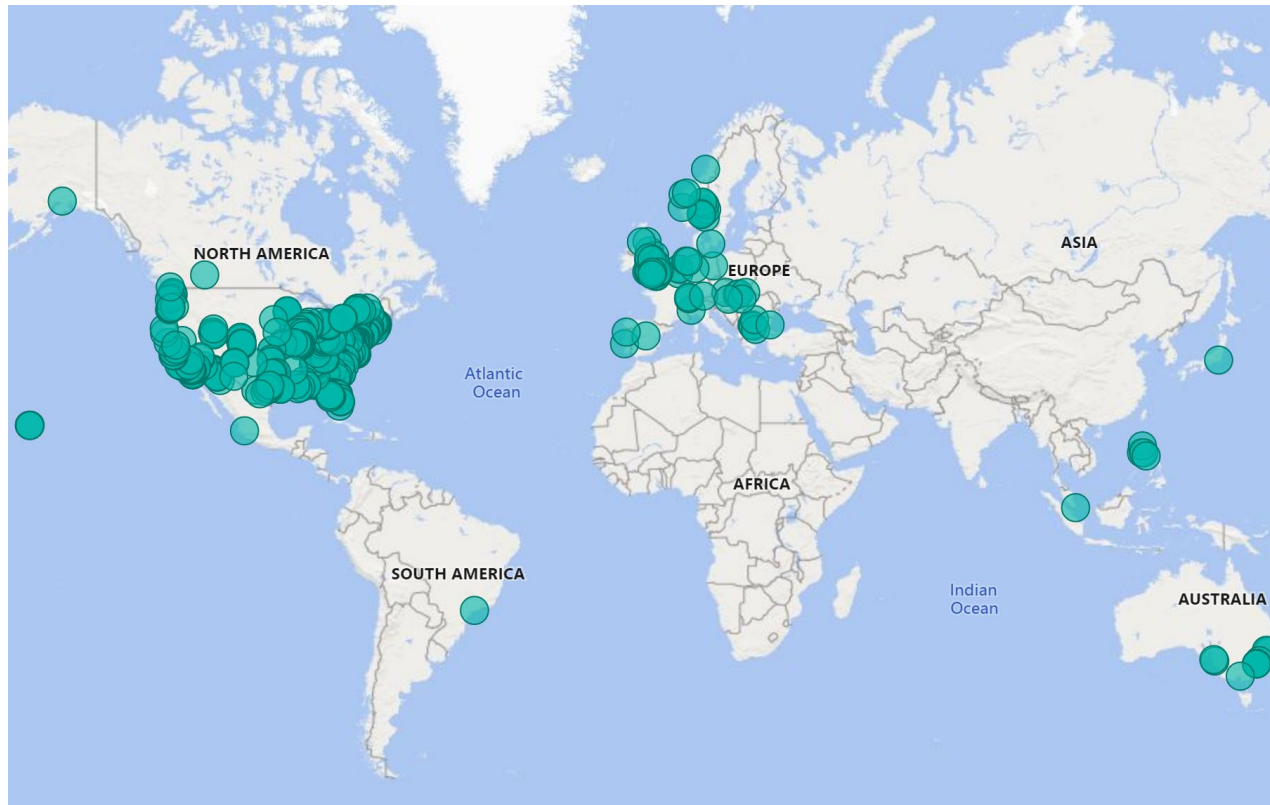 NORTH AMERICA
ASIA
EUROPE
Atlantic
Ocean
AFRICA
SOUTH AMERICA
Indian
Ocean
AUSTRALIA